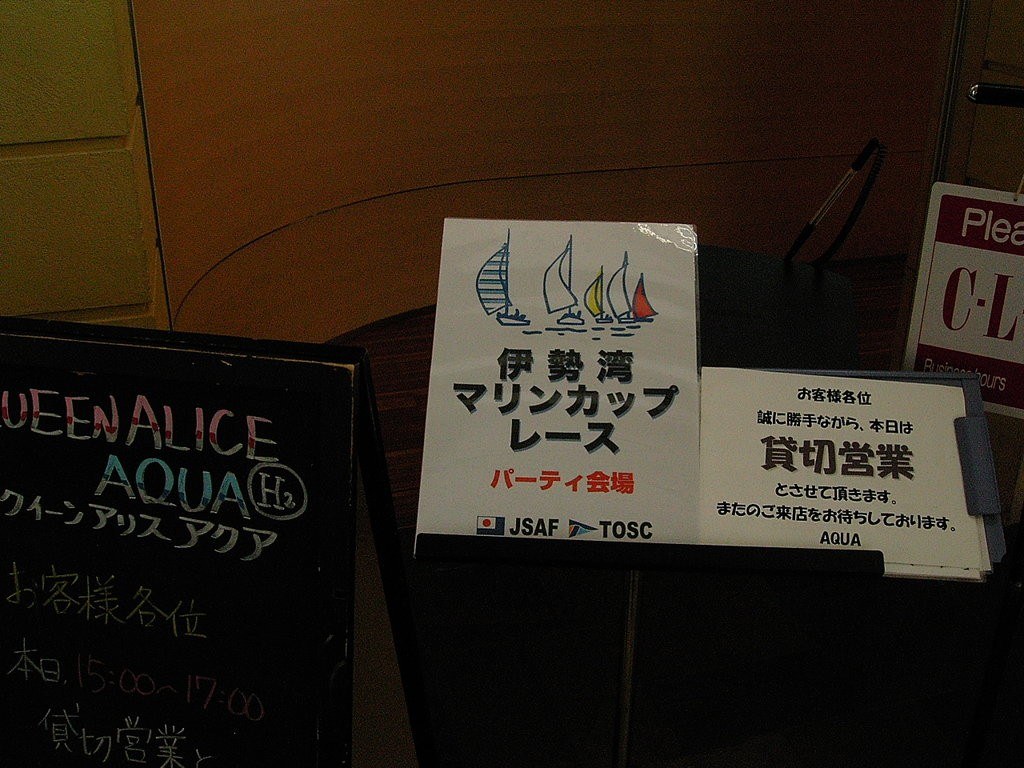 UEEN ALICE
AQUA H2
クイーンアリス アクア
お客様各位
本日 15:00~17:00
貸切営業と
伊勢湾
マリンカップ
レース
パーティ会場
JSAF TOSC
お客様各位
誠に勝手ながら、本日は
貸切営業
とさせて頂きます。
またのご来店をお待ちしております。
AQUA
Plea
C-L
Business hours